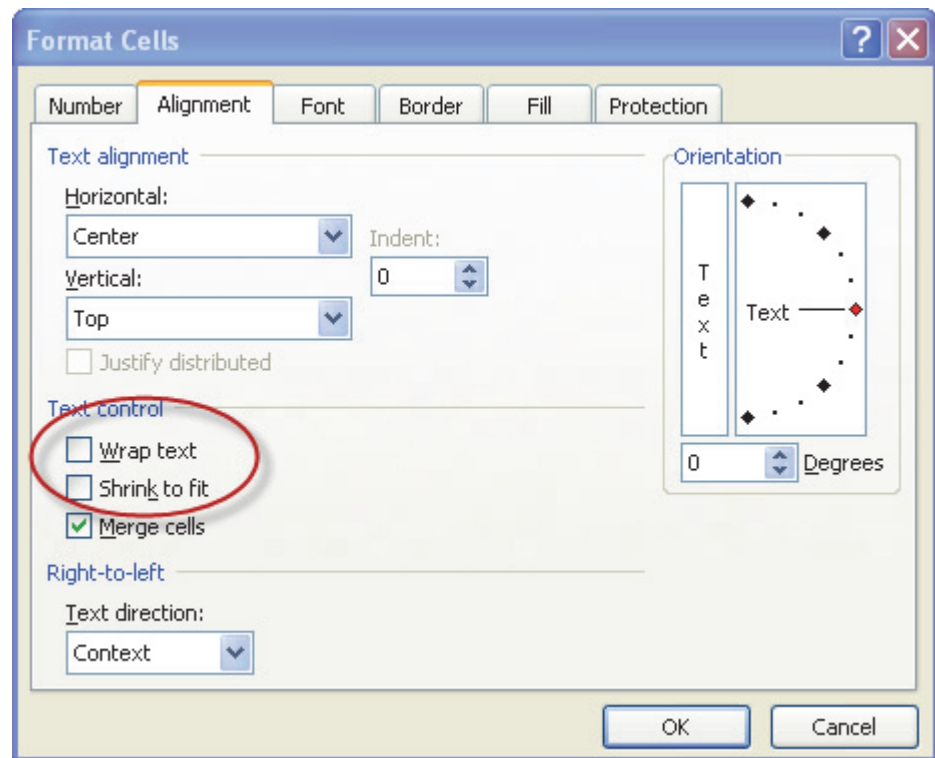 Format Cells
Number Alignment Font Border Fill Protection
Text alignment
Horizontal:
Center
Indent:
0
Vertical:
Top
Justify distributed
Text control
Wrap text
Shrink to fit
Merge cells
Right-to-left
Text direction:
Context
Orientation
Text
Text
0 Degrees
OK Cancel